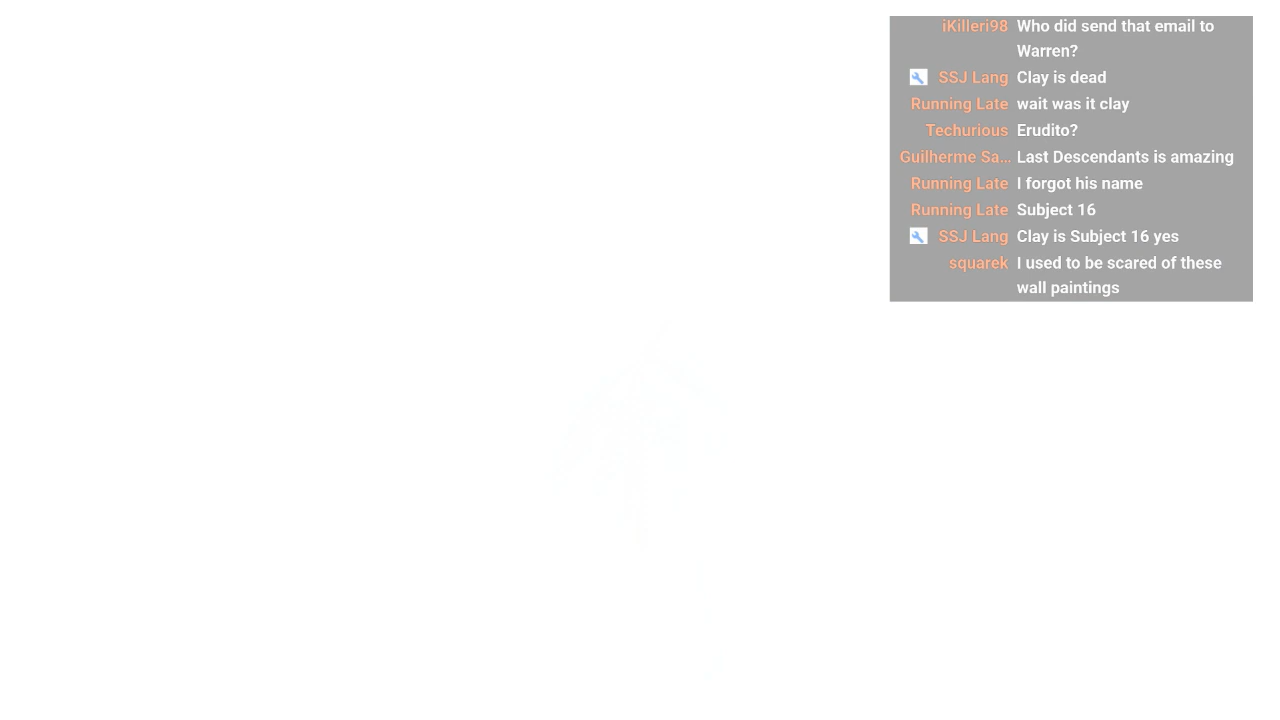 iKilleri98 Who did send that email to
Warren?
SSJ Lang Clay is dead
Running Late wait was it clay
Techurious Erudito?
Guilherme Sa... Last Descendants is amazing
Running Late I forgot his name
Running Late Subject 16
SSJ Lang Clay is Subject 16 yes
squarek I used to be scared of these
wall paintings